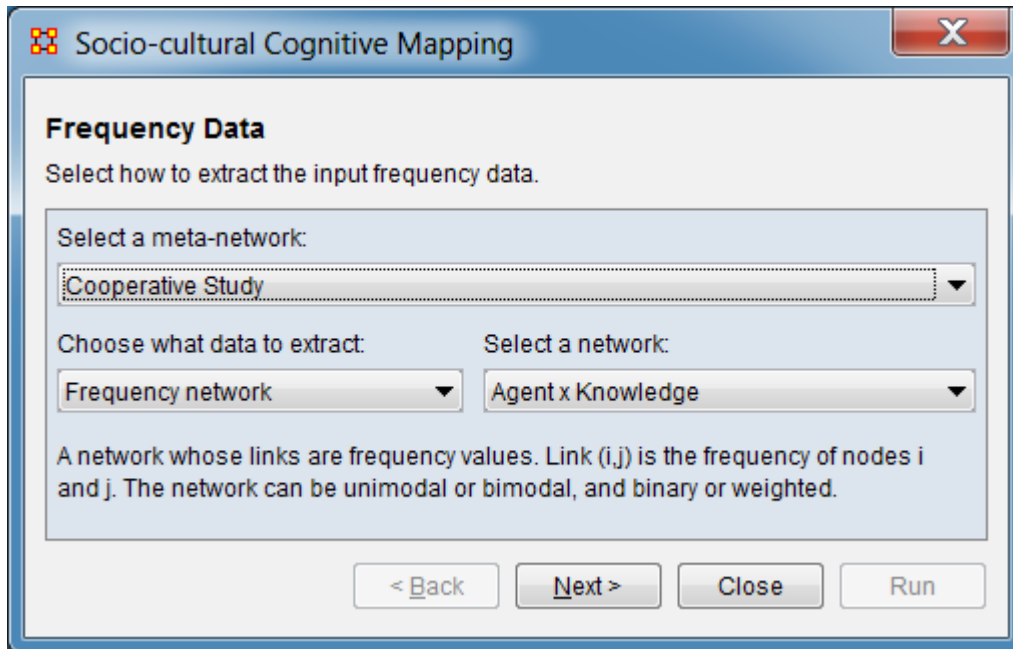 Socio-cultural Cognitive Mapping
X
Frequency Data
Select how to extract the input frequency data.
Select a meta-network:
Cooperative Study
Choose what data to extract: Select a network:
Frequency network Agent x Knowledge
A network whose links are frequency values. Link (i,j) is the frequency of nodes i
and j. The network can be unimodal or bimodal, and binary or weighted.
< Back Next > Close Run